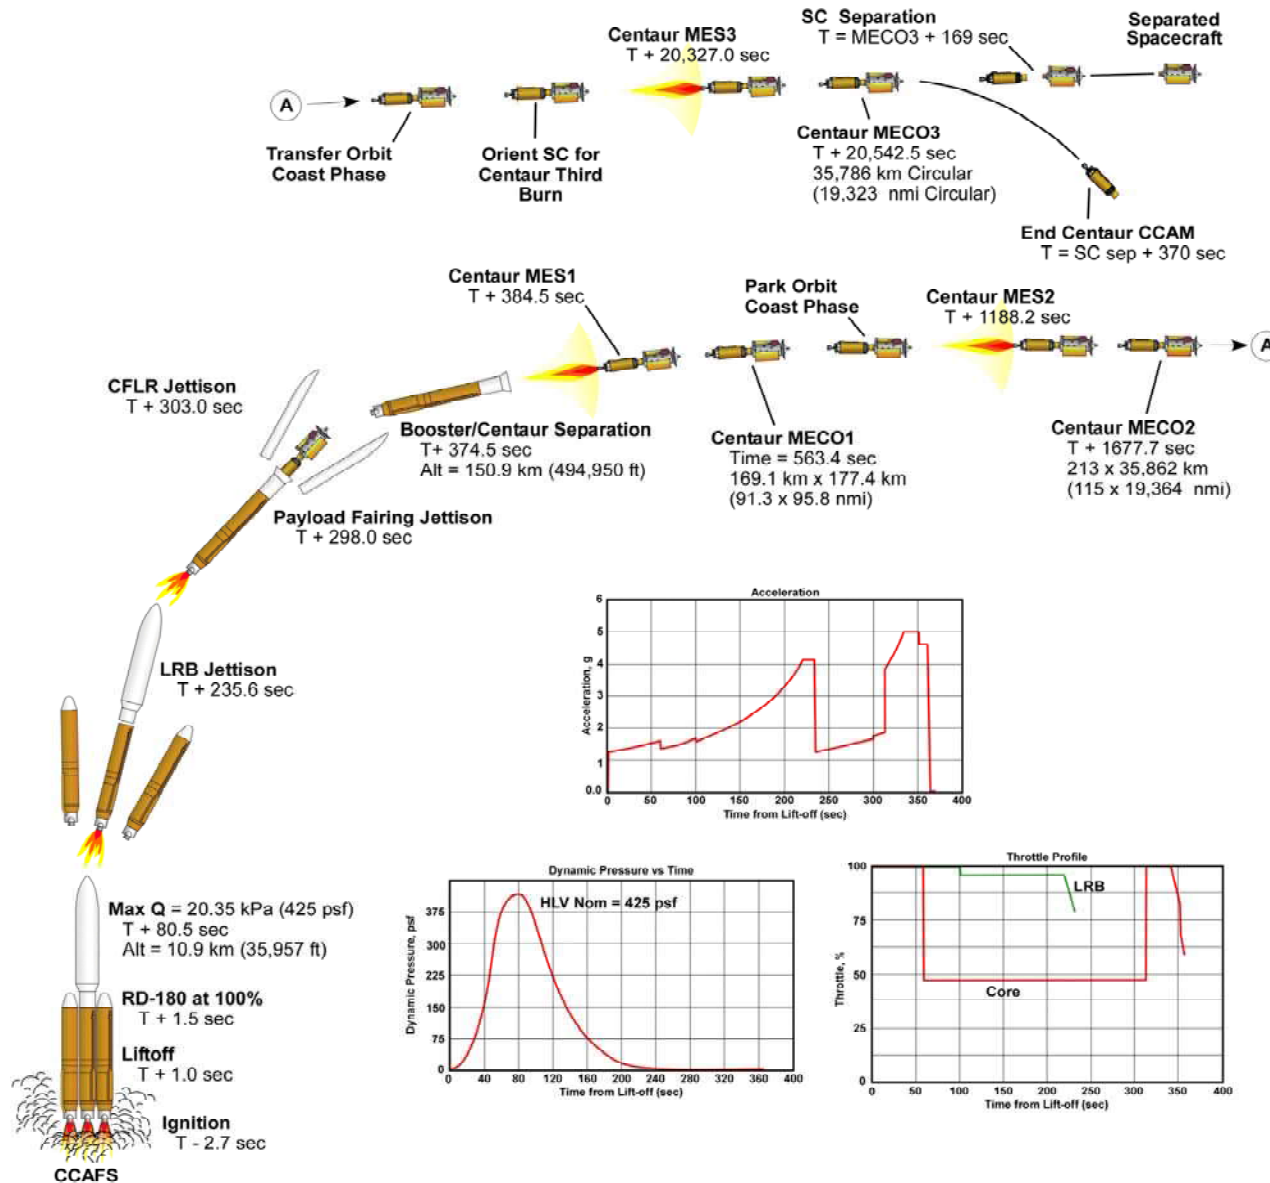 SC Separation
T = MECO3 + 169 sec
Separated
Spacecraft
Centaur MES3
T + 20,327.0 sec
A
Transfer Orbit
Coast Phase
Orient SC for
Centaur Third
Burn
Centaur MECO3
T + 20,542.5 sec
35,786 km Circular
(19,323 nmi Circular)
End Centaur CCAM
T = SC sep + 370 sec
Centaur MES1
T + 384.5 sec
Park Orbit
Coast Phase
Centaur MES2
T + 1188.2 sec
A
CFLR Jettison
T + 303.0 sec
Booster/Centaur Separation
T+ 374.5 sec
Alt = 150.9 km (494,950 ft)
Centaur MECO1
Time = 563.4 sec
169.1 km x 177.4 km
(91.3 x 95.8 nmi)
Centaur MECO2
T + 1677.7 sec
213 x 35,862 km
(115 x 19,364 nmi)
Payload Fairing Jettison
T + 298.0 sec
LRB Jettison
T + 235.6 sec
Max Q = 20.35 kPa (425 psf)
T + 80.5 sec
Alt = 10.9 km (35,957 ft)
RD-180 at 100%
T + 1.5 sec
Liftoff
T + 1.0 sec
Ignition
T - 2.7 sec
CCAFS
Acceleration
Acceleration, g
6
5
4
3
2
1
0.0
0 50 100 150 200 250 300 350 400
Time from Lift-off (sec)
Dynamic Pressure vs Time
HLV Nom = 425 psf
Dynamic Pressure, psf
375
300
225
150
75
0
0 40 80 120 160 200 240 280 320 360 400
Time from Lift-off (sec)
Throttle Profile
LRB
Core
Throttle, %
100
75
50
25
0
0 50 100 150 200 250 300 350 400
Time from Lift-off (sec)